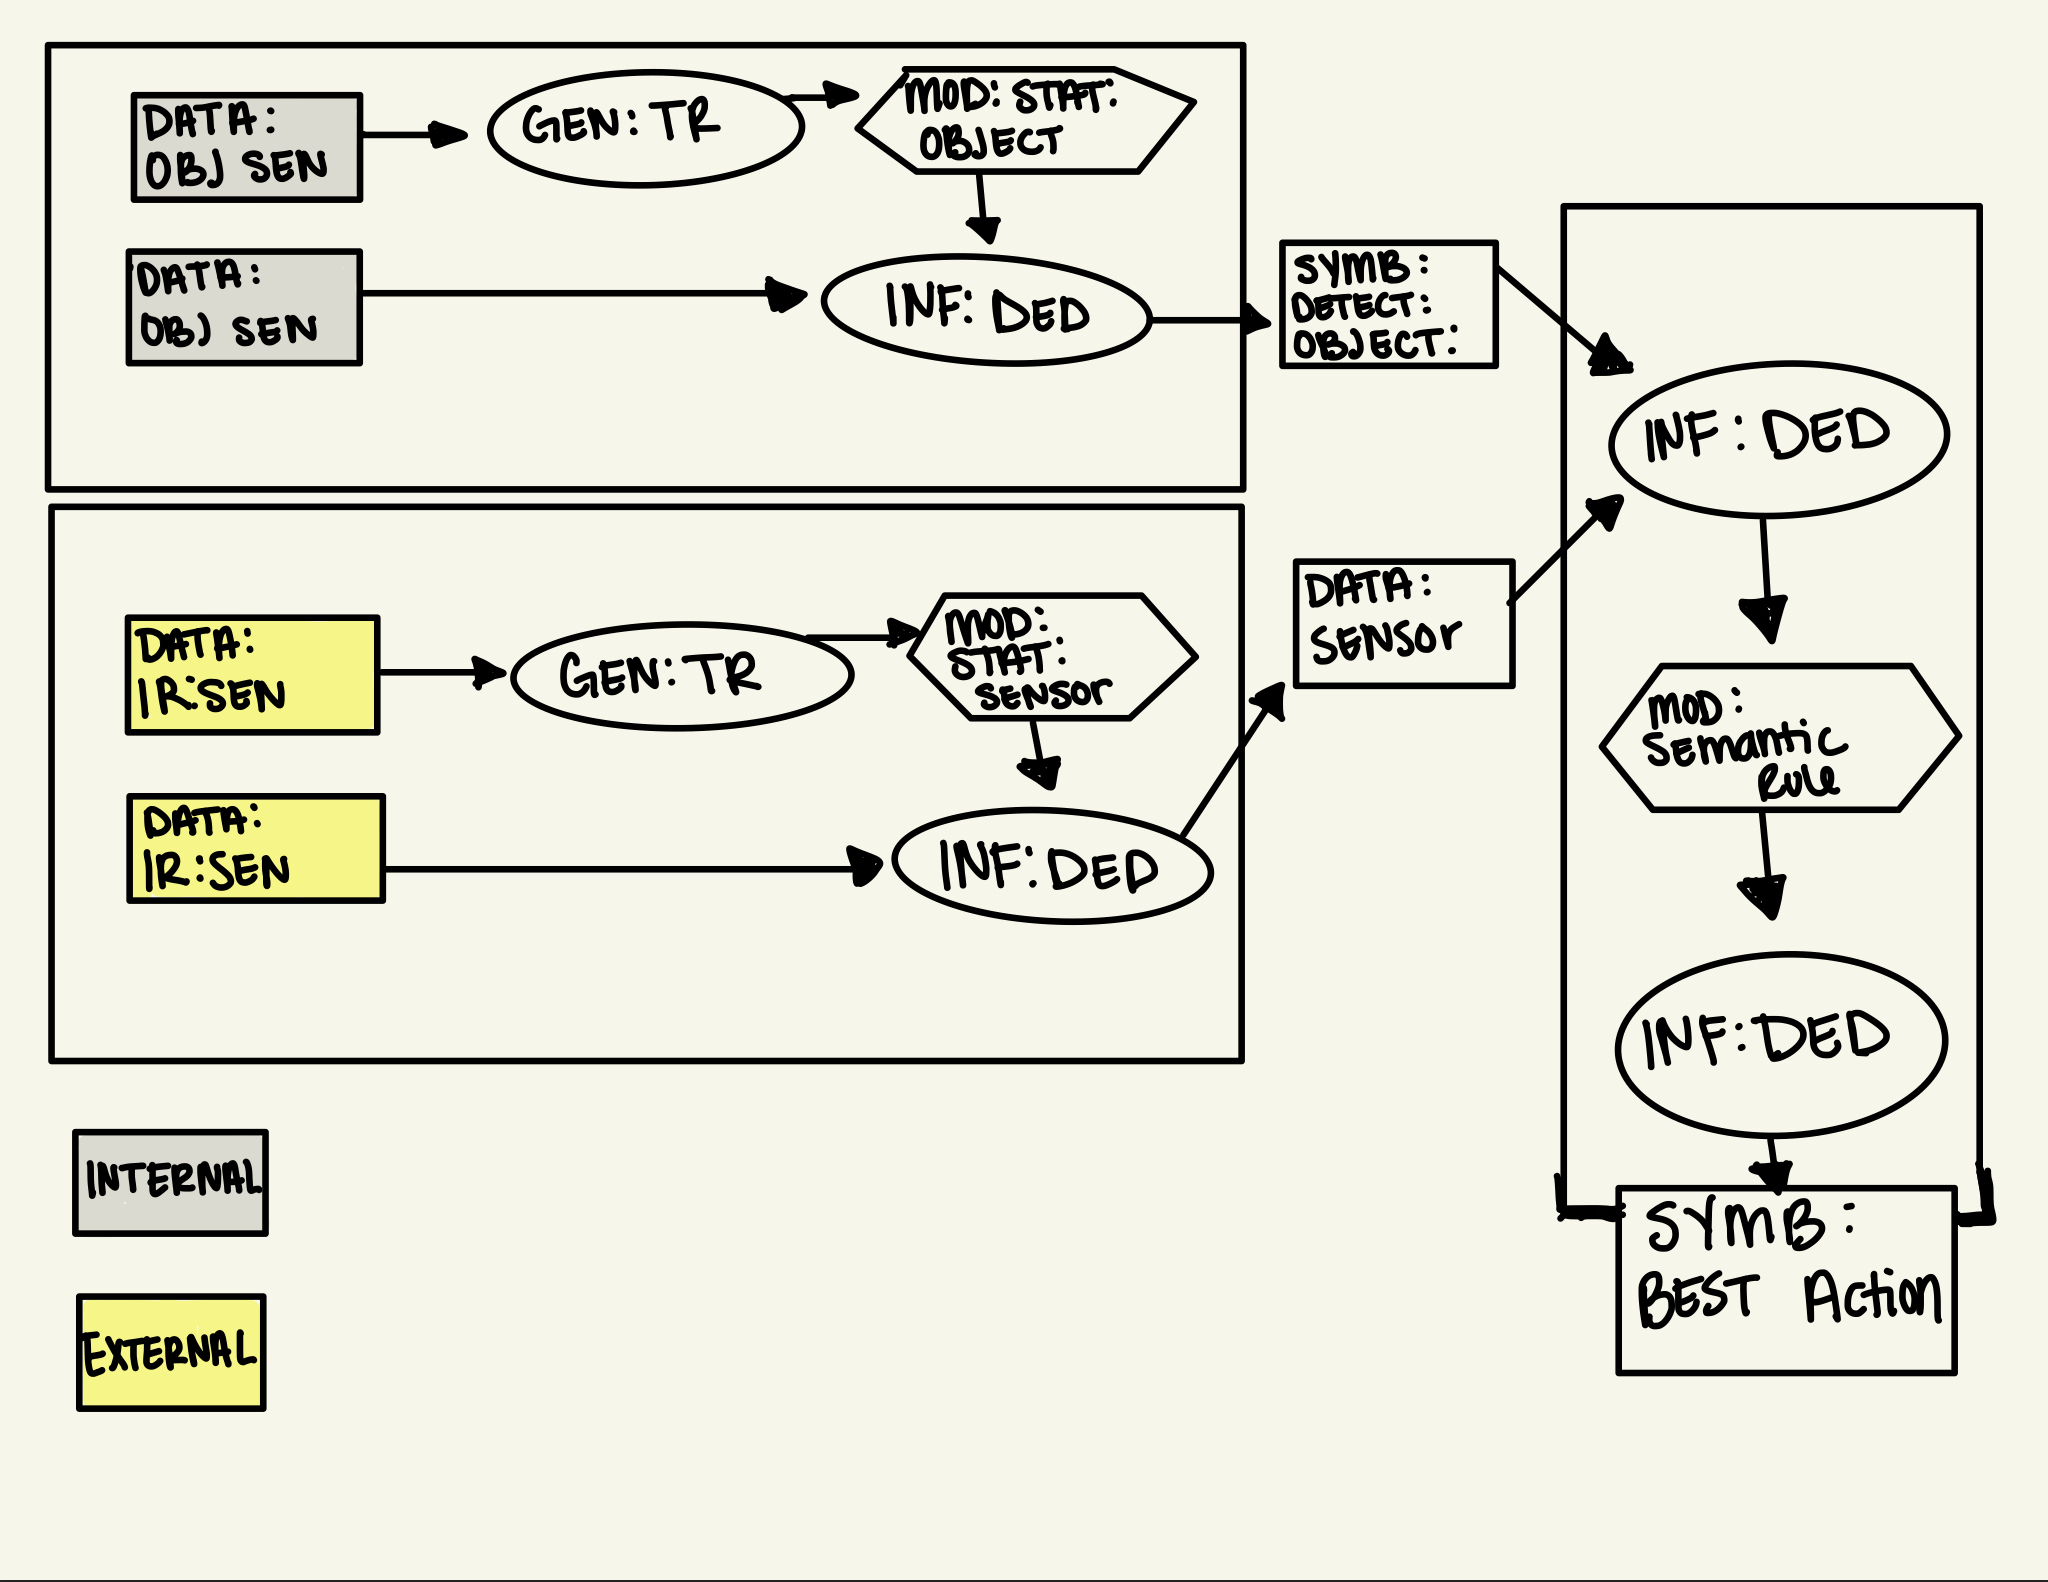 DATA:
OBJ SEN
GEN: TR
MOD: STAT:
OBJECT
DATA:
OBJ SEN
INF: DED
SYMB:
DETECT:
OBJECT:
DATA:
IR:SEN
GEN: TR
MOD:
STAT:
SENSOR
DATA:
IR:SEN
INF: DED
DATA:
SENSOR
INF: DED
MOD:
Semantic
Rule
INF: DED
SYMB:
BEST Action
INTERNAL
EXTERNAL